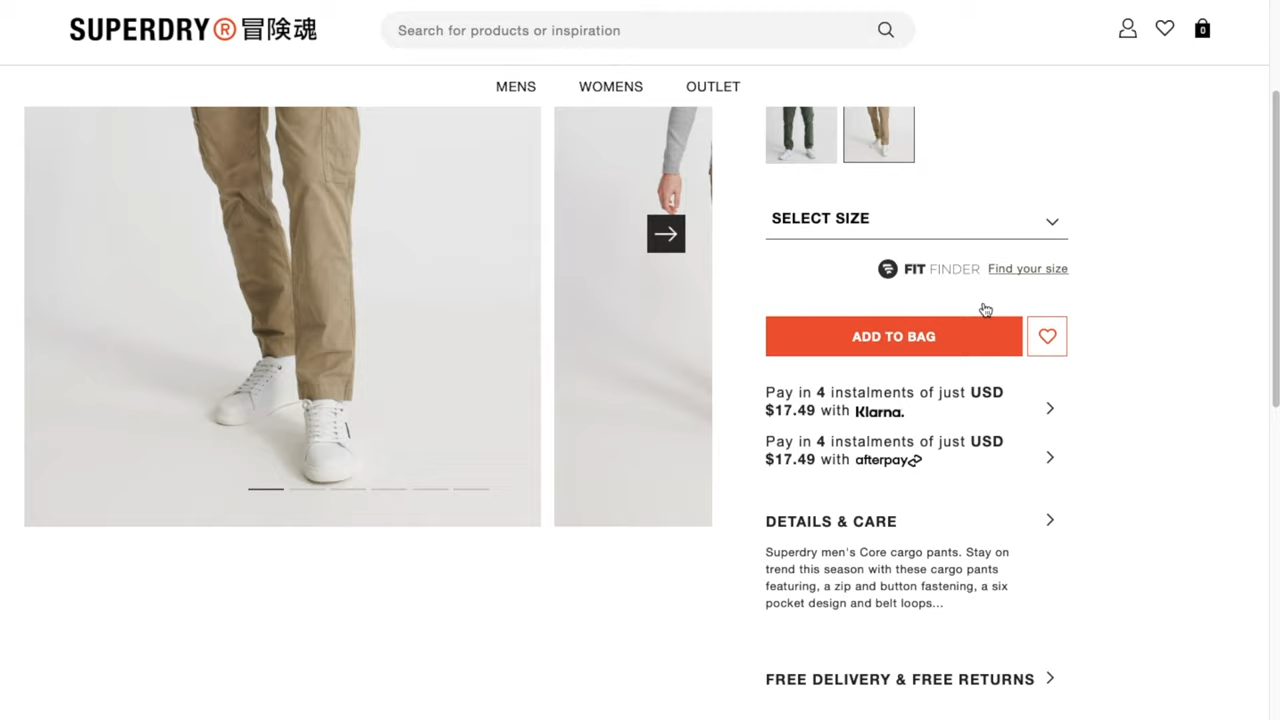 SUPERDRY®冒険魂
Search for products or inspiration
0
MENS WOMENS OUTLET
SELECT SIZE
FIT FINDER Find your size
ADD TO BAG
Pay in 4 instalments of just USD
$17.49 with Klarna.
Pay in 4 instalments of just USD
$17.49 with afterpay
DETAILS & CARE
Superdry men's Core cargo pants. Stay on
trend this season with these cargo pants
featuring, a zip and button fastening, a six
pocket design and belt loops...
FREE DELIVERY & FREE RETURNS